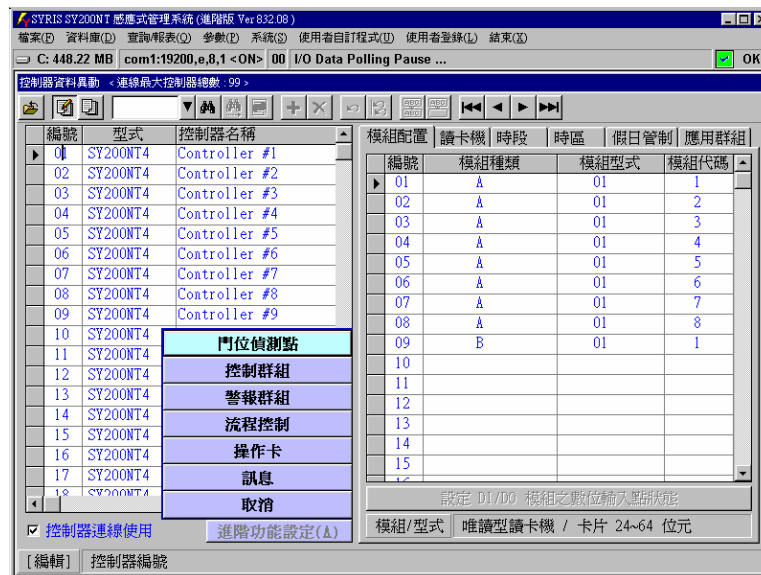 SYRIS SY200NT 感應式管理系統 (進階版 Ver 832.08 )
檔案(F) 資料庫(D) 查詢/報表(Q) 參數(P) 系統(S) 使用者自訂程式(U) 使用者登錄(L) 結束(X)
C: 448.22 MB com1:19200,e,8,1 <ON> 00 I/O Data Polling Pause ... OK
控制器資料異動 < 連線最大控制器總數 : 99 >
編號 型式 控制器名稱
01 SY200NT4 Controller #1
02 SY200NT4 Controller #2
03 SY200NT4 Controller #3
04 SY200NT4 Controller #4
05 SY200NT4 Controller #5
06 SY200NT4 Controller #6
07 SY200NT4 Controller #7
08 SY200NT4 Controller #8
09 SY200NT4 Controller #9
10 SY200NT4
11 SY200NT4
12 SY200NT4
13 SY200NT4
14 SY200NT4
15 SY200NT4
16 SY200NT4
17 SY200NT4
18 SY200NT4
門位偵測點
控制群組
警報群組
流程控制
操作卡
訊息
取消
控制器連線使用 進階功能設定(A)
模組配置 讀卡機 時段 時區 假日管制 應用群組
編號 模組種類 模組型式 模組代碼
01 A 01 1
02 A 01 2
03 A 01 3
04 A 01 4
05 A 01 5
06 A 01 6
07 A 01 7
08 A 01 8
09 B 01 1
10
11
12
13
14
15
設定 DI/DO 模組之數位輸入點狀態
模組/型式 唯讀型讀卡機 / 卡片 24~64 位元
[編輯] 控制器編號